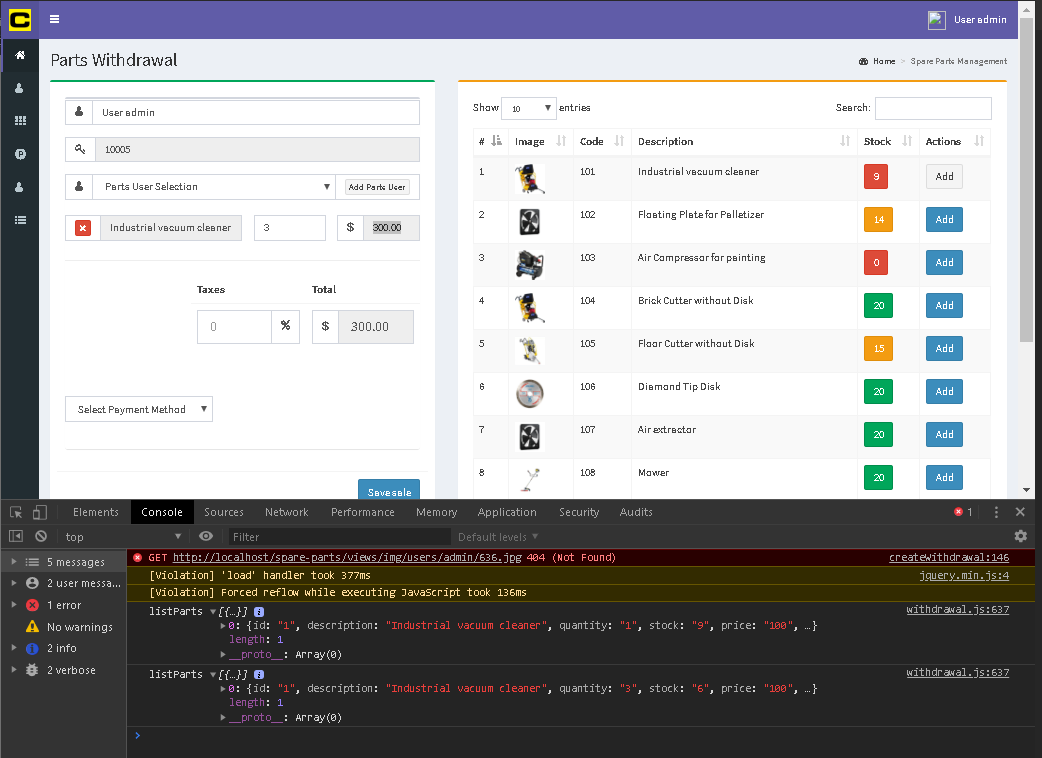 C
User admin
Parts Withdrawal
Home > Spare Parts Management
User admin
10005
Parts User Selection
Add Parts User
Industrial vacuum cleaner
3
$
300.00
Taxes
Total
0
%
$
300.00
Select Payment Method
Save sale
Show 10 entries
Search:
# Image Code Description Stock Actions
1 101 Industrial vacuum cleaner 9 Add
2 102 Floating Plate for Palletizer 14 Add
3 103 Air Compressor for painting 0 Add
4 104 Brick Cutter without Disk 20 Add
5 105 Floor Cutter without Disk 15 Add
6 106 Diamond Tip Disk 20 Add
7 107 Air extractor 20 Add
8 108 Mower 20 Add
Elements Console Sources Network Performance Memory Application Security Audits 1
top Filter Default levels
5 messages
2 user messa...
1 error
No warnings
2 info
2 verbose
GET http://localhost/spare-parts/views/img/users/admin/636.jpg 404 (Not Found) createWithdrawal:146
[Violation] 'load' handler took 377ms jquery.min.js:4
[Violation] Forced reflow while executing JavaScript took 136ms
listParts ▼[{…}] i withdrawal.js:637
▶0: {id: "1", description: "Industrial vacuum cleaner", quantity: "1", stock: "9", price: "100", …}
length: 1
▶__proto__: Array(0)
listParts ▼[{…}] i withdrawal.js:637
▶0: {id: "1", description: "Industrial vacuum cleaner", quantity: "3", stock: "6", price: "100", …}
length: 1
▶__proto__: Array(0)
>